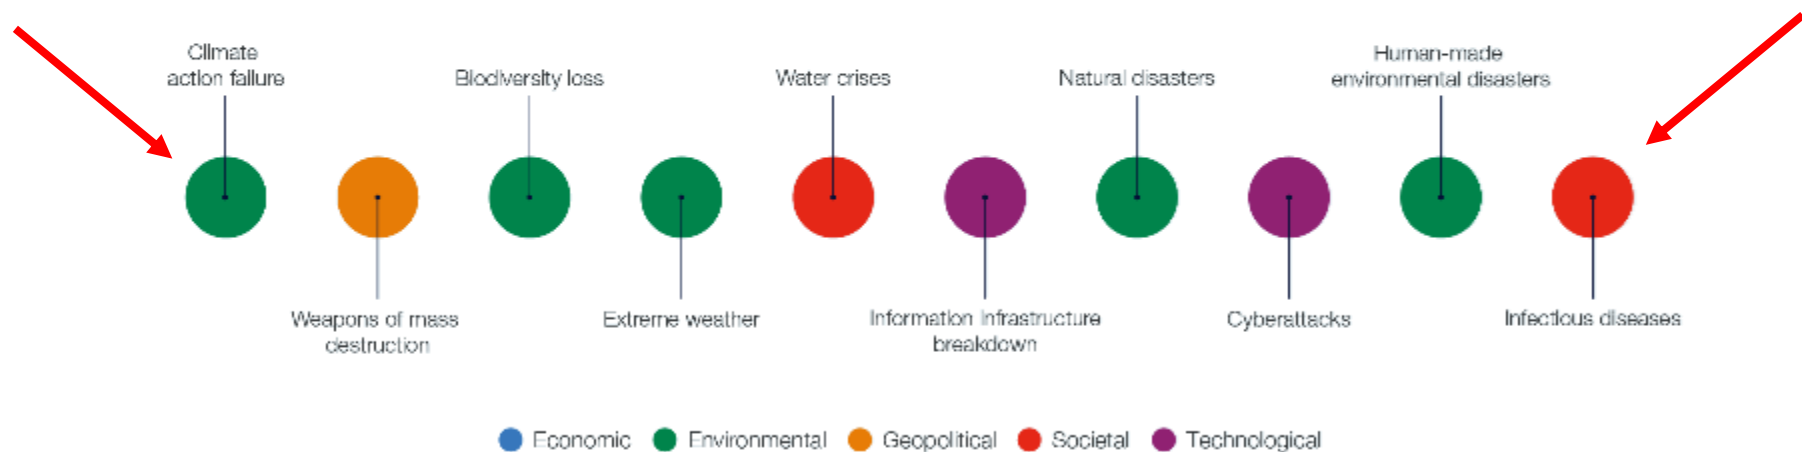 Climate
action failure
Biodiversity loss
Water crises
Natural disasters
Human-made
environmental disasters
Weapons of mass
destruction
Extreme weather
Information infrastructure
breakdown
Cyberattacks
Infectious diseases
Economic
Environmental
Geopolitical
Societal
Technological